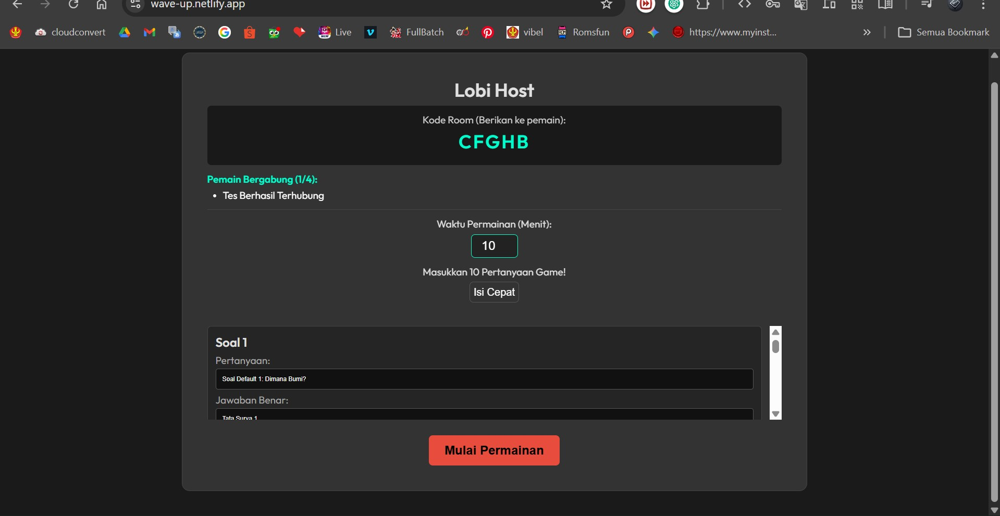 wave-up.netlify.app
cloudconvert
Live
FullBatch
vibel
Romsfun
https://www.myinst...
Semua Bookmark
Lobi Host
Kode Room (Berikan ke pemain):
CFGHB
Pemain Bergabung (1/4):
• Tes Berhasil Terhubung
Waktu Permainan (Menit):
10
Masukkan 10 Pertanyaan Game!
Isi Cepat
Soal 1
Pertanyaan:
Soal Default 1: Dimana Bumi?
Jawaban Benar:
Tata Surya 1
Mulai Permainan